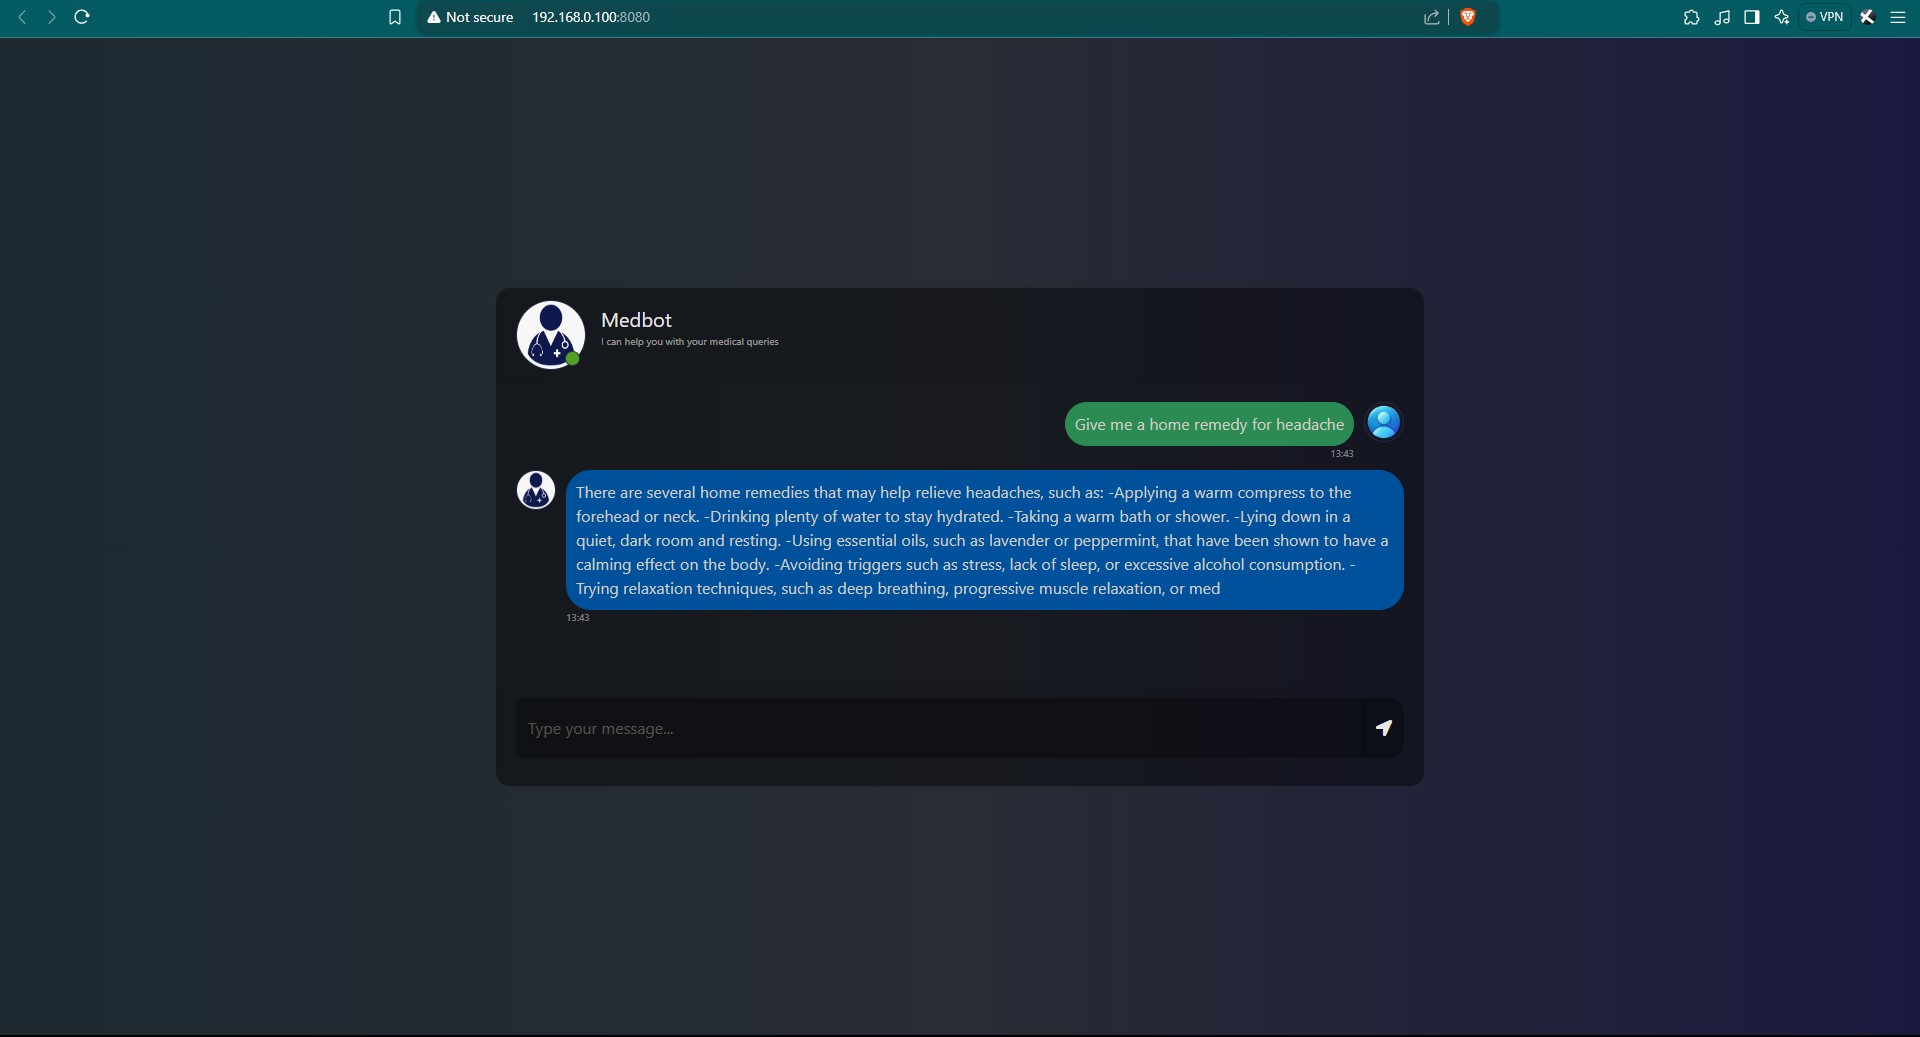 Not secure 192.168.0.100:8080
VPN
Medbot
I can help you with your medical queries
Give me a home remedy for headache
13:43
There are several home remedies that may help relieve headaches, such as: -Applying a warm compress to the
forehead or neck. -Drinking plenty of water to stay hydrated. -Taking a warm bath or shower. -Lying down in a
quiet, dark room and resting. -Using essential oils, such as lavender or peppermint, that have been shown to have a
calming effect on the body. -Avoiding triggers such as stress, lack of sleep, or excessive alcohol consumption. -
Trying relaxation techniques, such as deep breathing, progressive muscle relaxation, or med
13:43
Type your message...